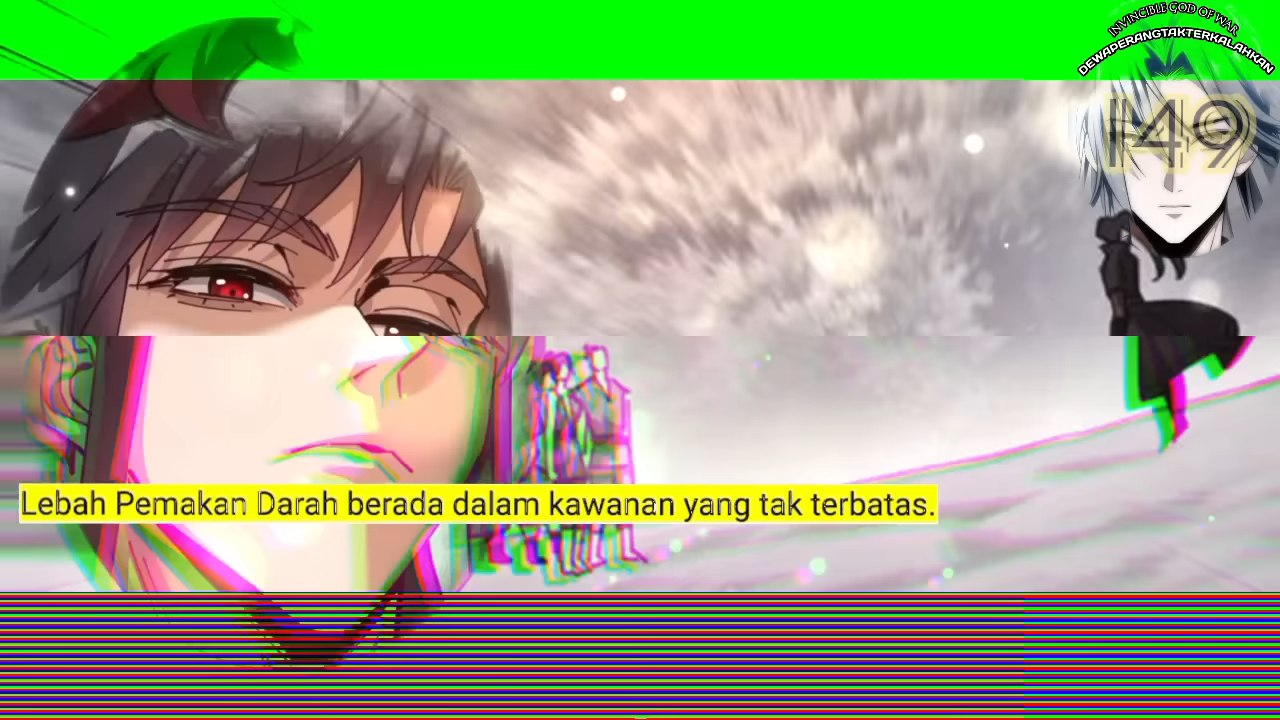 INVINCIBLE GOD OF WAR
DEWAPERANGTAKTERKALAHKAN
149
Lebah Pemakan Darah berada dalam kawanan yang tak terbatas.